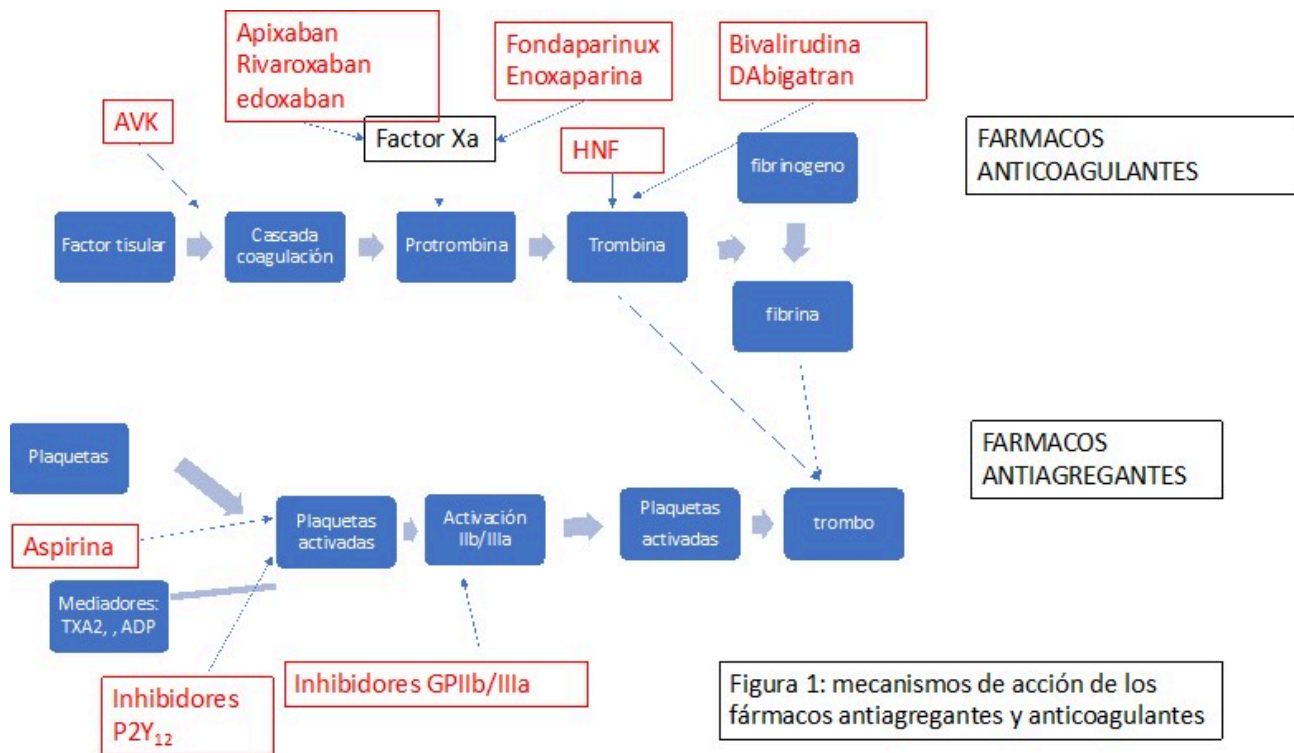 Apixaban
Rivaroxaban
edoxaban
Fondaparinux
Enoxaparina
Bivalirudina
DAbigatran
AVK
Factor Xa
HNF
fibrinogeno
FARMACOS
ANTICOAGULANTES
Factor tisular
Cascada
coagulación
Protrombina
Trombina
fibrina
Plaquetas
FARMACOS
ANTIAGREGANTES
Aspirina
Plaquetas
activadas
Activación
IIb/IIIa
Plaquetas
activadas
trombo
Mediadores:
TXA2, , ADP
Inhibidores
P2Y₁₂
Inhibidores GPIIb/IIIa
Figura 1: mecanismos de acción de los
fármacos antiagregantes y anticoagulantes